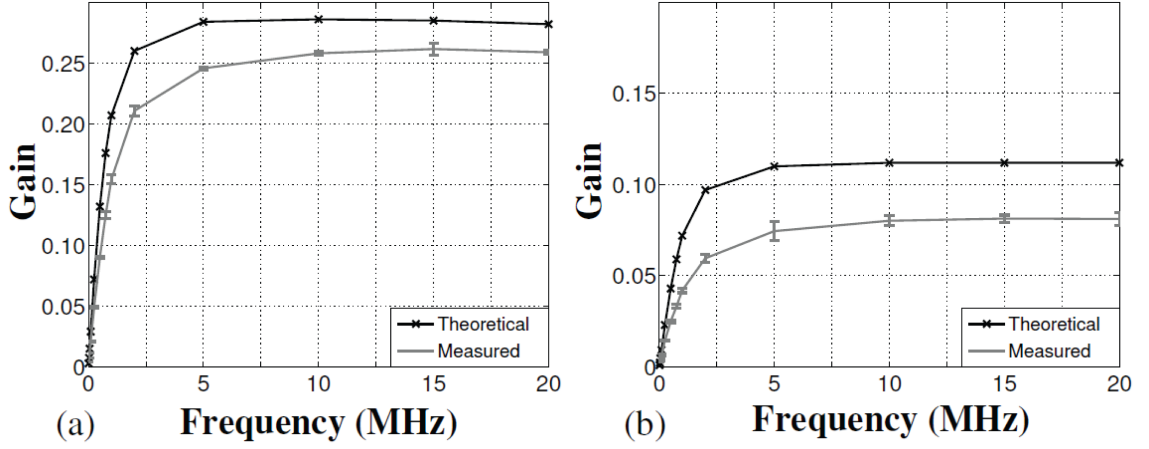 Gain
0.25
0.20
0.15
0.10
0.05
0
0 5 10 15 20
Theoretical
Measured
(a) Frequency (MHz)
Gain
0.15
0.10
0.05
0
0 5 10 15 20
Theoretical
Measured
(b) Frequency (MHz)